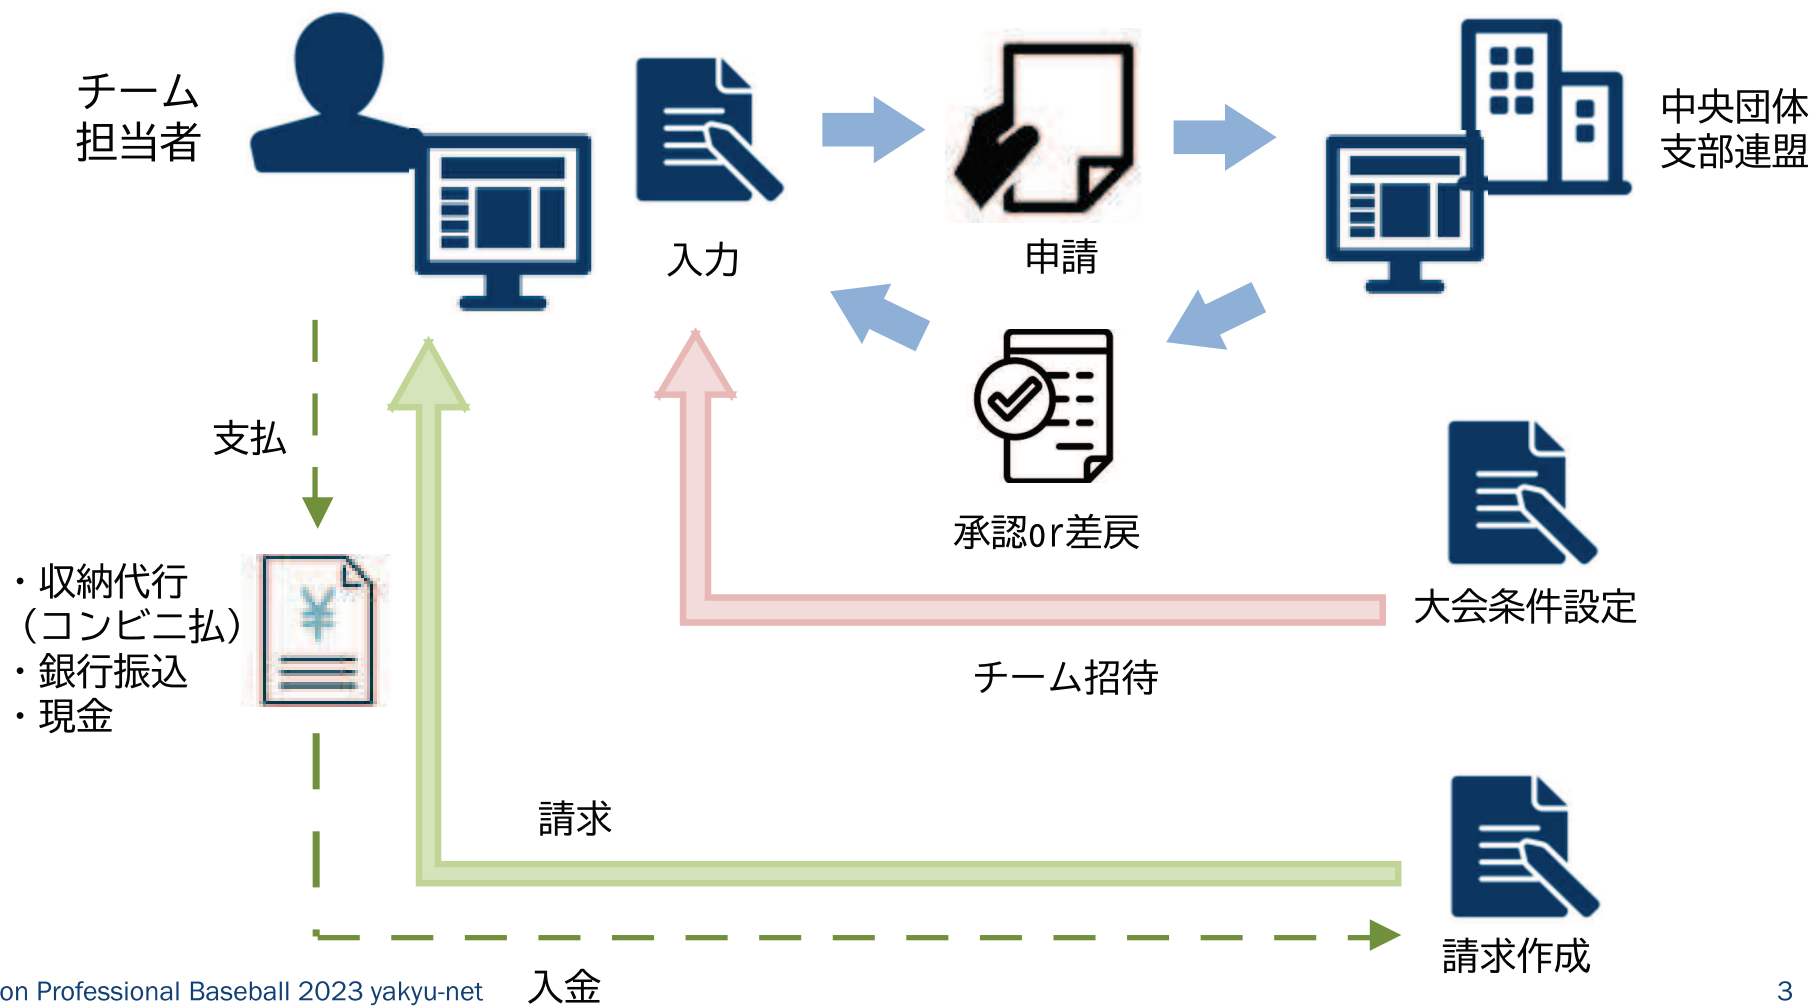 チーム
担当者
中央団体
支部連盟
入力
申請
支払
承認or差戻
・収納代行
（コンビニ払）
・銀行振込
・現金
¥
大会条件設定
チーム招待
請求
請求作成
入金
on Professional Baseball 2023 yakyu-net
3